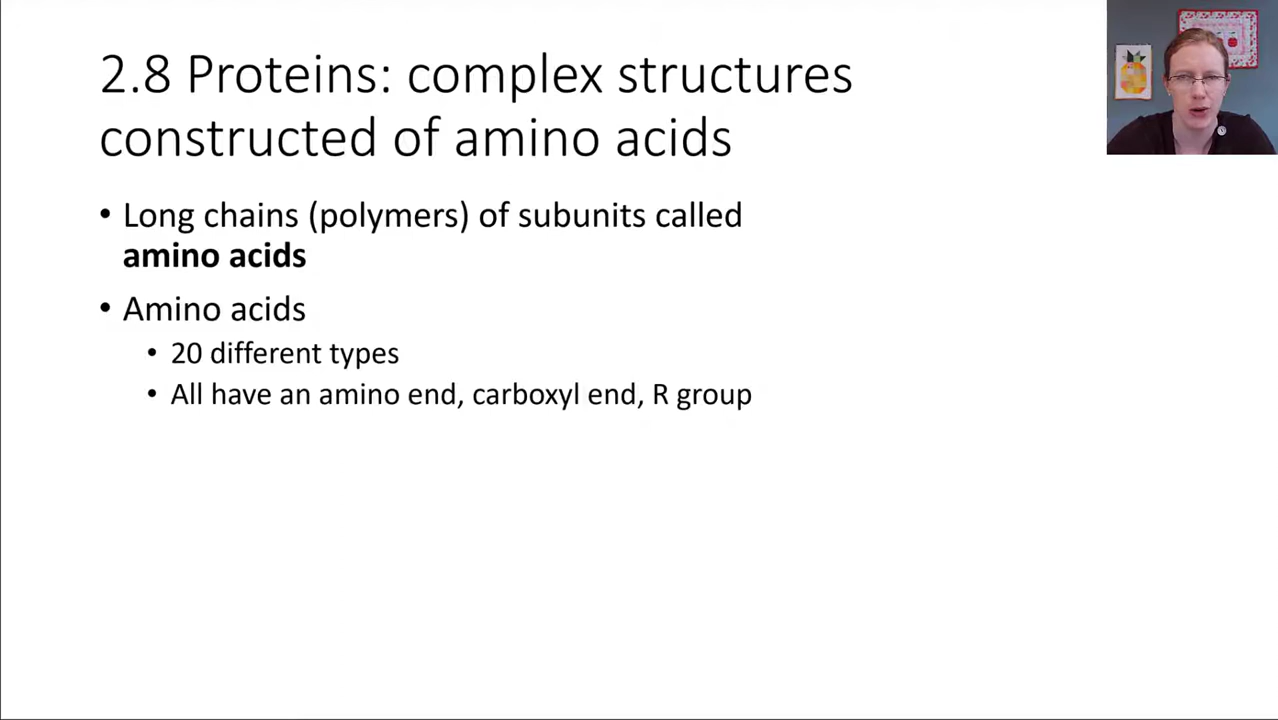 2.8 Proteins: complex structures
constructed of amino acids
• Long chains (polymers) of subunits called
amino acids
• Amino acids
• 20 different types
• All have an amino end, carboxyl end, R group